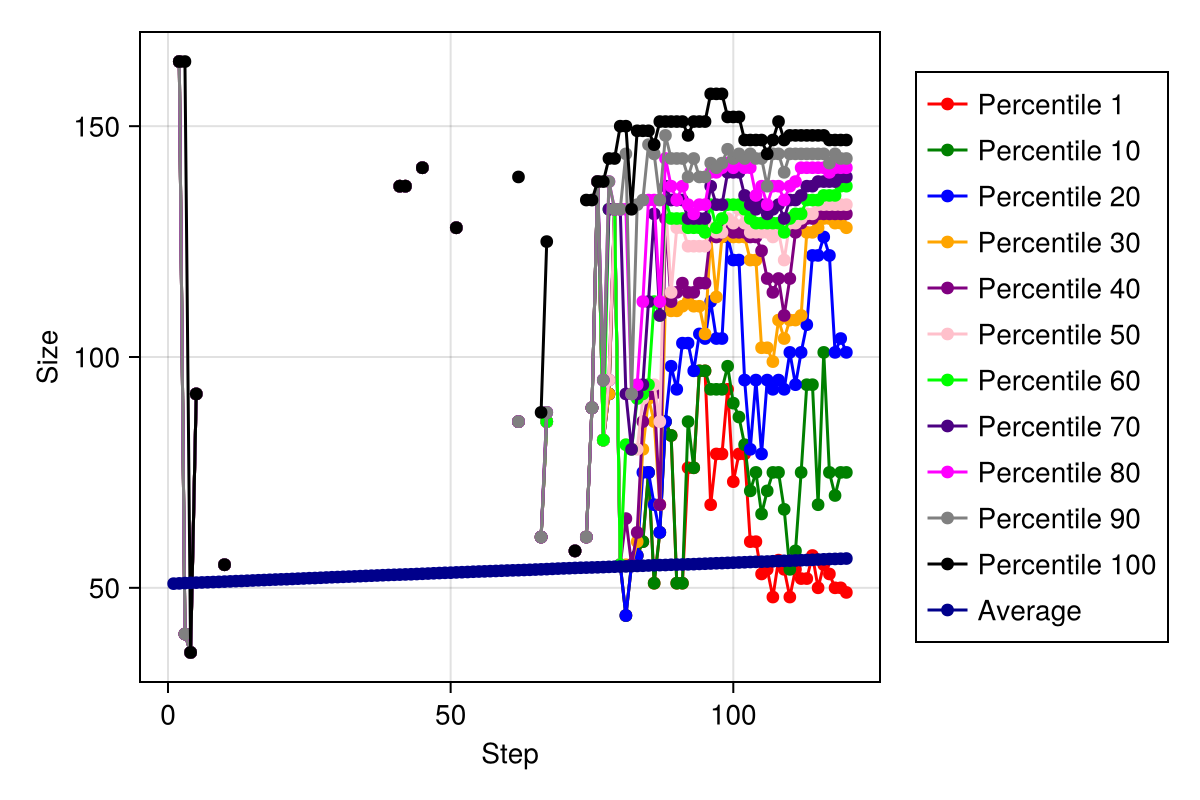 150
100
50
Size
0
50
100
Step
Percentile 1
Percentile 10
Percentile 20
Percentile 30
Percentile 40
Percentile 50
Percentile 60
Percentile 70
Percentile 80
Percentile 90
Percentile 100
Average